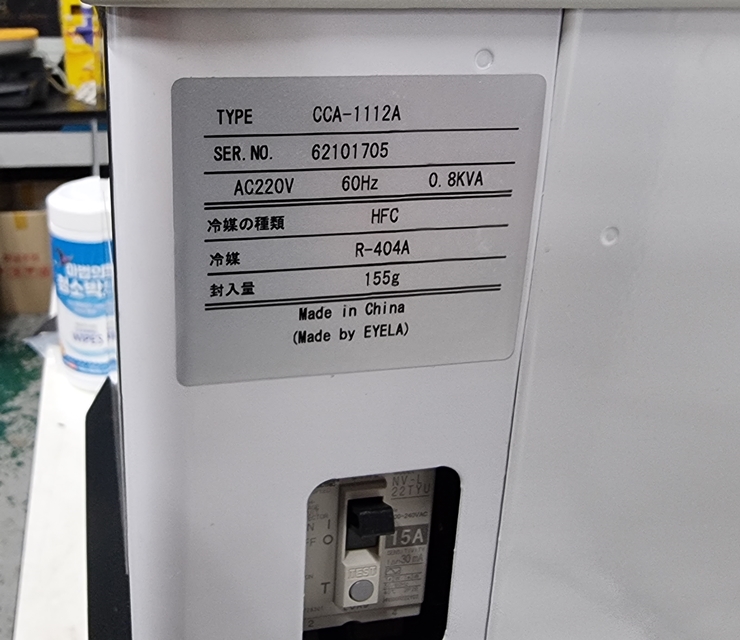 TYPE CCA-1112A
SER.NO. 62101705
AC220V 60Hz 0.8KVA
冷媒の種類 HFC
冷媒 R-404A
封入量 155g
Made in China
(Made by EYELA)
15A
TEST
T